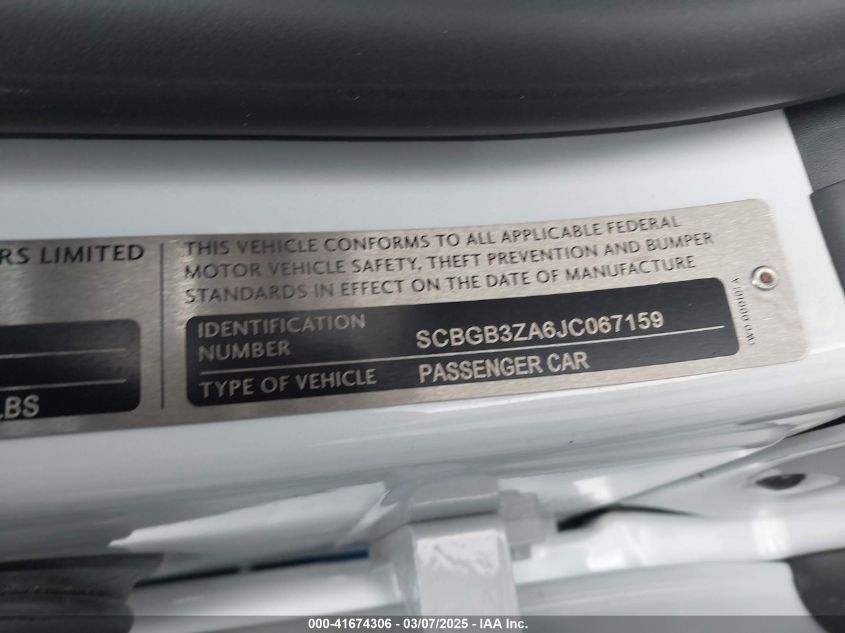 RS LIMITED
LBS
THIS VEHICLE CONFORMS TO ALL APPLICABLE FEDERAL
MOTOR VEHICLE SAFETY, THEFT PREVENTION AND BUMPER
STANDARDS IN EFFECT ON THE DATE OF MANUFACTURE
IDENTIFICATION
NUMBER
SCBGB3ZA6JC067159
TYPE OF VEHICLE
PASSENGER CAR
3W0 000101 A
000-41674306 — 03/07/2025 — IAA Inc.